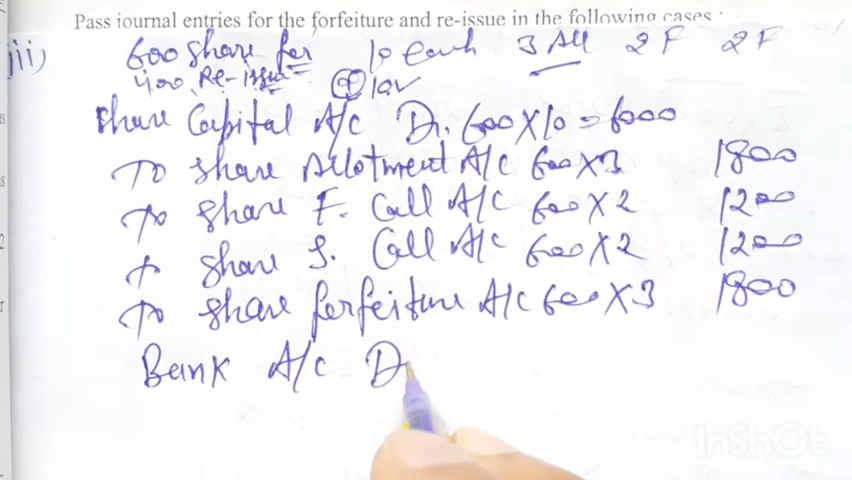 Pass journal entries for the forfeiture and re-issue in the following cases :
iii) 600 share for 10 each 3 All 2 F 2 F
400 Re-issue @
Share Capital A/c Dr. 600×10=6000
To share Allotment A/c 600×3 1800
To share F. Call A/c 600×2 1200
To share S. Call A/c 600×2 1200
To share forfeiture A/c 600×3 1800
Bank A/c D
InShOt